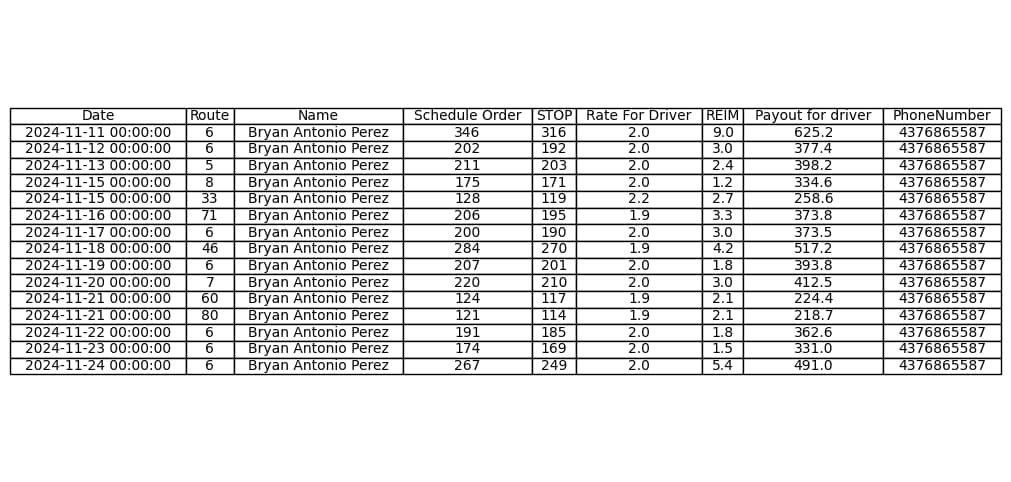 Date Route Name Schedule Order STOP Rate For Driver REIM Payout for driver PhoneNumber
2024-11-11 00:00:00 6 Bryan Antonio Perez 346 316 2.0 9.0 625.2 4376865587
2024-11-12 00:00:00 6 Bryan Antonio Perez 202 192 2.0 3.0 377.4 4376865587
2024-11-13 00:00:00 5 Bryan Antonio Perez 211 203 2.0 2.4 398.2 4376865587
2024-11-15 00:00:00 8 Bryan Antonio Perez 175 171 2.0 1.2 334.6 4376865587
2024-11-15 00:00:00 33 Bryan Antonio Perez 128 119 2.2 2.7 258.6 4376865587
2024-11-16 00:00:00 71 Bryan Antonio Perez 206 195 1.9 3.3 373.8 4376865587
2024-11-17 00:00:00 6 Bryan Antonio Perez 200 190 2.0 3.0 373.5 4376865587
2024-11-18 00:00:00 46 Bryan Antonio Perez 284 270 1.9 4.2 517.2 4376865587
2024-11-19 00:00:00 6 Bryan Antonio Perez 207 201 2.0 1.8 393.8 4376865587
2024-11-20 00:00:00 7 Bryan Antonio Perez 220 210 2.0 3.0 412.5 4376865587
2024-11-21 00:00:00 60 Bryan Antonio Perez 124 117 1.9 2.1 224.4 4376865587
2024-11-21 00:00:00 80 Bryan Antonio Perez 121 114 1.9 2.1 218.7 4376865587
2024-11-22 00:00:00 6 Bryan Antonio Perez 191 185 2.0 1.8 362.6 4376865587
2024-11-23 00:00:00 6 Bryan Antonio Perez 174 169 2.0 1.5 331.0 4376865587
2024-11-24 00:00:00 6 Bryan Antonio Perez 267 249 2.0 5.4 491.0 4376865587